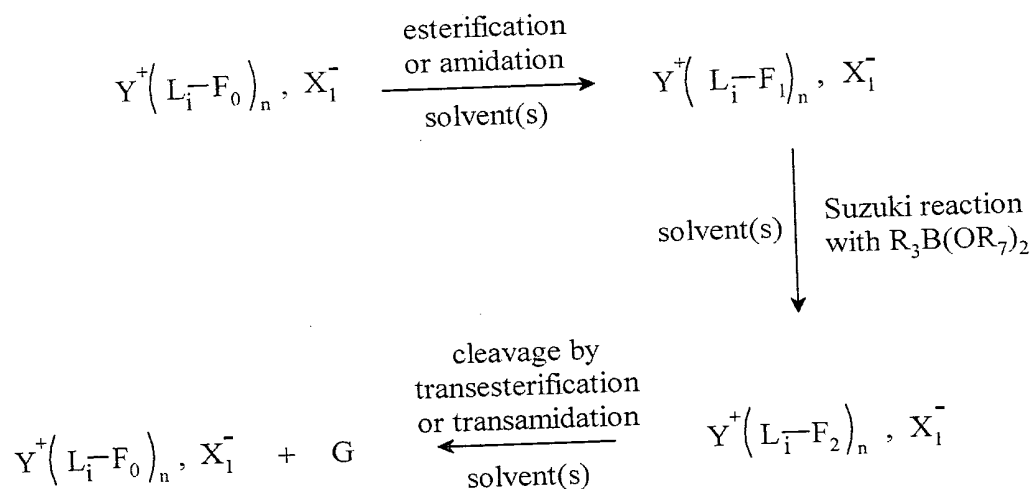 esterification
or amidation
Y⁺( Lᵢ—F₀ )ₙ , X₁⁻
solvent(s)
Y⁺( Lᵢ—F₁ )ₙ , X₁⁻
solvent(s)
Suzuki reaction
with R₃B(OR₇)₂
cleavage by
transesterification
or transamidation
Y⁺( Lᵢ—F₀ )ₙ , X₁⁻ + G
solvent(s)
Y⁺( Lᵢ—F₂ )ₙ , X₁⁻